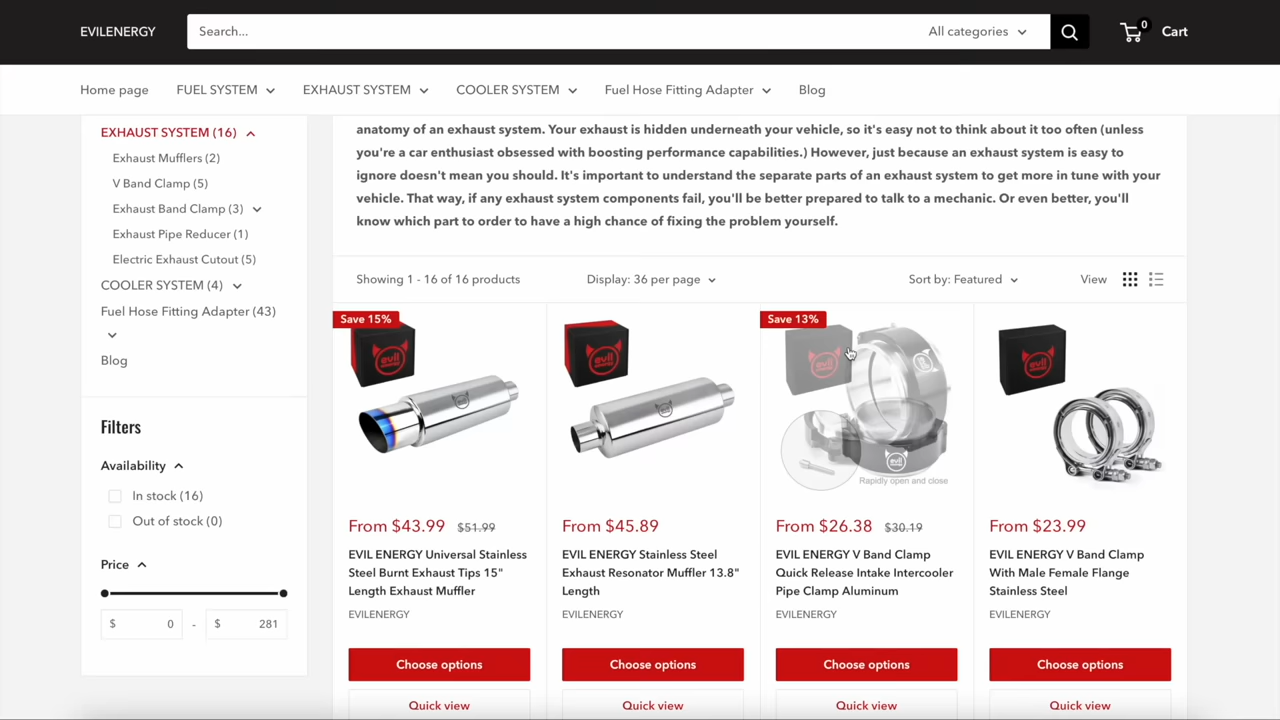 EVILENERGY
Search...
All categories
0
Cart
Home page
FUEL SYSTEM
EXHAUST SYSTEM
COOLER SYSTEM
Fuel Hose Fitting Adapter
Blog
EXHAUST SYSTEM (16)
Exhaust Mufflers (2)
V Band Clamp (5)
Exhaust Band Clamp (3)
Exhaust Pipe Reducer (1)
Electric Exhaust Cutout (5)
COOLER SYSTEM (4)
Fuel Hose Fitting Adapter (43)
Blog
Filters
Availability
In stock (16)
Out of stock (0)
Price
$ 0 - $ 281
anatomy of an exhaust system. Your exhaust is hidden underneath your vehicle, so it's easy not to think about it too often (unless
you're a car enthusiast obsessed with boosting performance capabilities.) However, just because an exhaust system is easy to
ignore doesn't mean you should. It's important to understand the separate parts of an exhaust system to get more in tune with your
vehicle. That way, if any exhaust system components fail, you'll be better prepared to talk to a mechanic. Or even better, you'll
know which part to order to have a high chance of fixing the problem yourself.
Showing 1 - 16 of 16 products
Display: 36 per page
Sort by: Featured
View
Save 15%
evil
From $43.99 $51.99
EVIL ENERGY Universal Stainless
Steel Burnt Exhaust Tips 15"
Length Exhaust Muffler
EVILENERGY
Choose options
Quick view
evil
From $45.89
EVIL ENERGY Stainless Steel
Exhaust Resonator Muffler 13.8"
Length
EVILENERGY
Choose options
Quick view
Save 13%
evil
evil
Rapidly open and close
From $26.38 $30.19
EVIL ENERGY V Band Clamp
Quick Release Intake Intercooler
Pipe Clamp Aluminum
EVILENERGY
Choose options
Quick view
evil
From $23.99
EVIL ENERGY V Band Clamp
With Male Female Flange
Stainless Steel
EVILENERGY
Choose options
Quick view